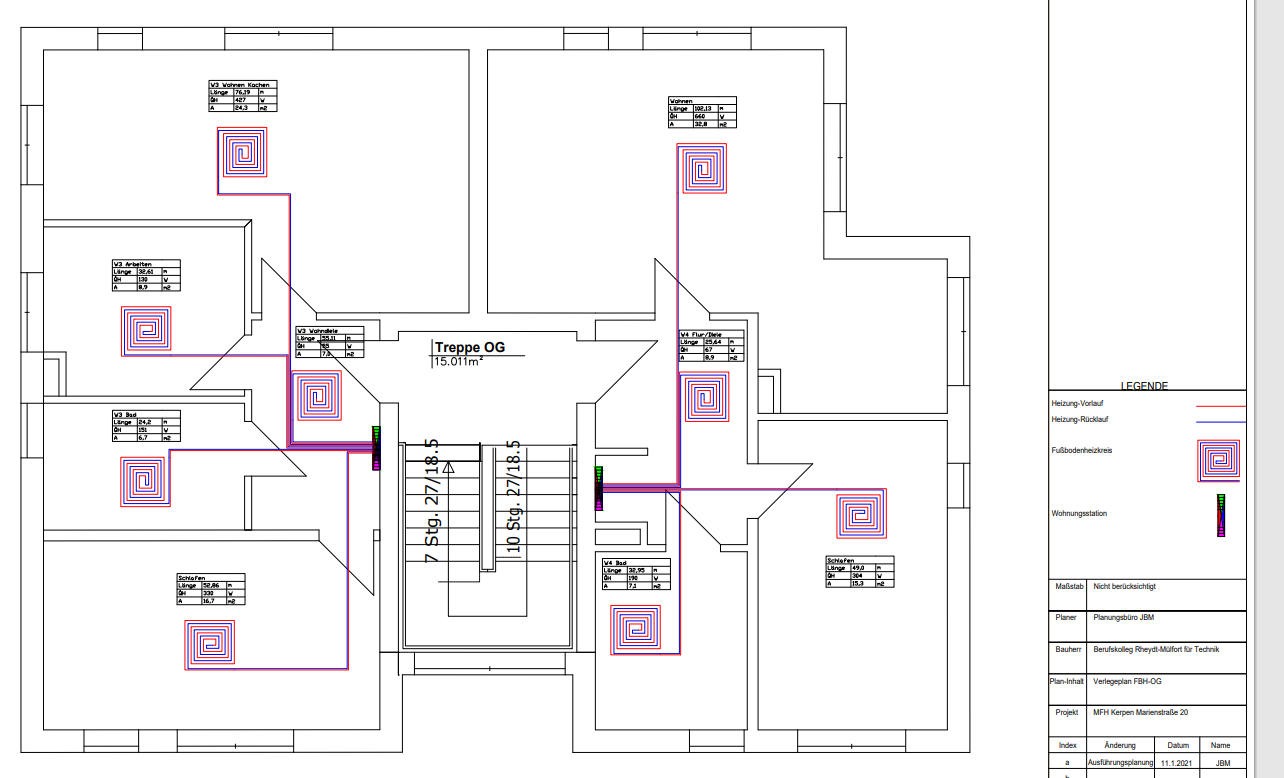 W3 Wohnen Kochen
Länge 76,19 m
QH 427 W
A 24,3 m2
Wohnen
Länge 102,13 m
QH 660 W
A 32,8 m2
W3 Arbeiten
Länge 32,61 m
QH 130 W
A 8,9 m2
W3 Wohndiele
Länge 55,11 m
QH W
A m2
Treppe OG
15.011m²
W4 Flur/Diele
Länge 25,64 m
QH 67 W
A 8,9 m2
W3 Bad
Länge 24,2 m
QH 151 W
A 6,7 m2
7 Stg. 27/18.5
10 Stg. 27/18.5
Schlafen
Länge 52,86 m
QH 330 W
A 16,7 m2
W4 Bad
Länge 32,95 m
QH 190 W
A 7,1 m2
Schlafen
Länge 49,0 m
QH 304 W
A 15,3 m2
LEGENDE
Heizung-Vorlauf
Heizung-Rücklauf
Fußbodenheizkreis
Wohnungsstation
Maßstab Nicht berücksichtigt
Planer Planungsbüro JBM
Bauherr Berufskolleg Rheydt-Mülfort für Technik
Plan-Inhalt Verlegeplan FBH-OG
Projekt MFH Kerpen Marienstraße 20
Index Änderung Datum Name
a Ausführungsplanung 11.1.2021 JBM